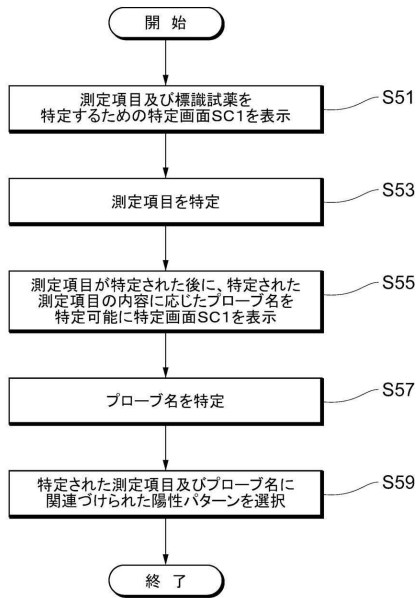 開 始
測定項目及び標識試薬を
特定するための特定画面SC1を表示
S51
測定項目を特定
S53
測定項目が特定された後に、特定された
測定項目の内容に応じたプローブ名を
特定可能に特定画面SC1を表示
S55
プローブ名を特定
S57
特定された測定項目及びプローブ名に
関連づけられた陽性パターンを選択
S59
終 了